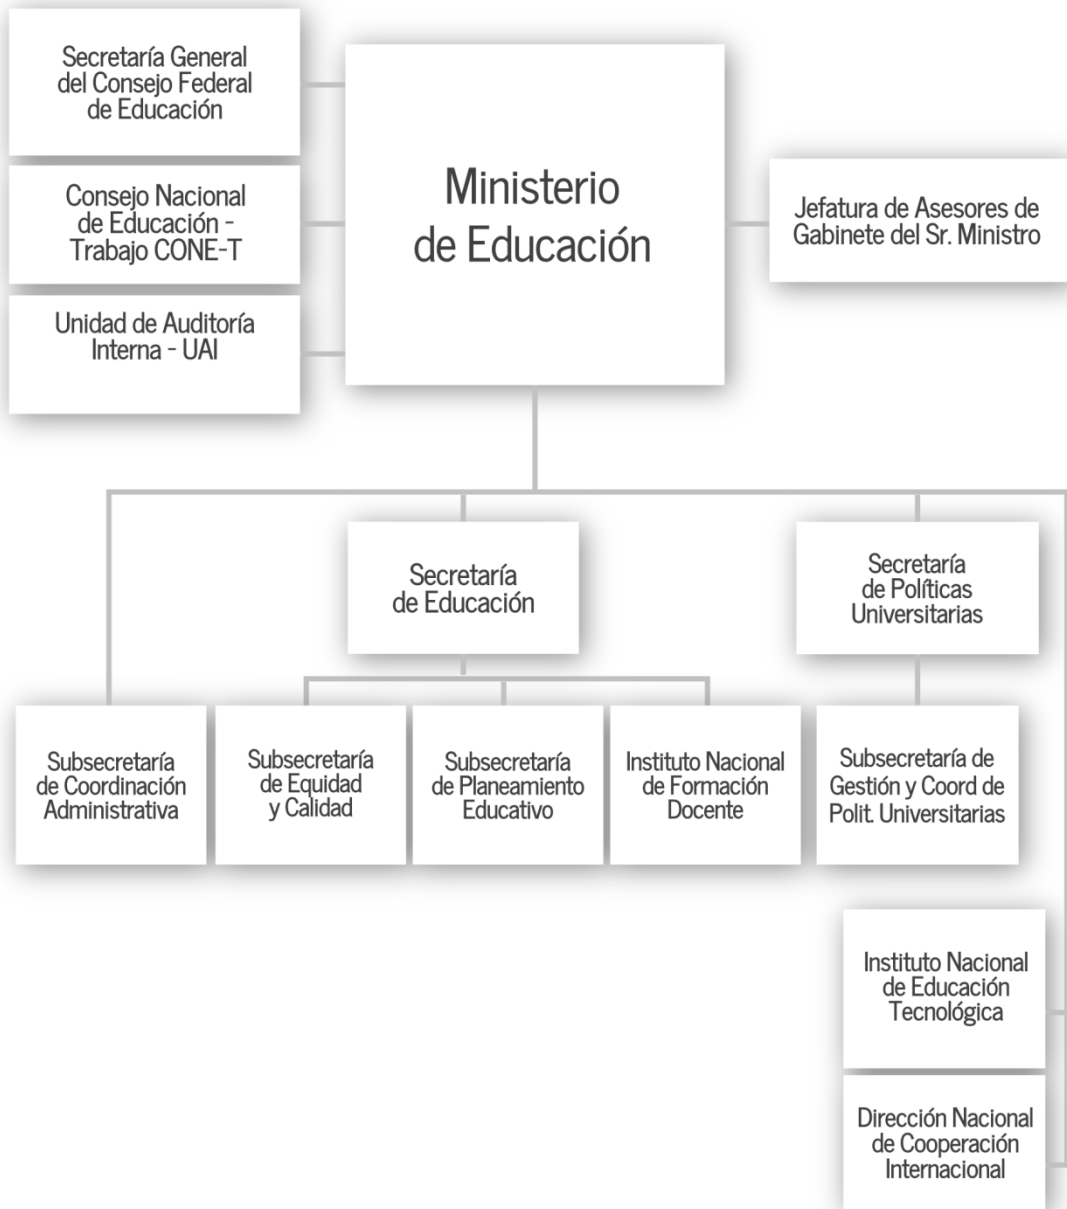 Secretaría General
del Consejo Federal
de Educación
Consejo Nacional
de Educación -
Trabajo CONE-T
Unidad de Auditoría
Interna - UAI
Ministerio
de Educación
Jefatura de Asesores de
Gabinete del Sr. Ministro
Secretaría
de Educación
Secretaría
de Políticas
Universitarias
Subsecretaría
de Coordinación
Administrativa
Subsecretaría
de Equidad
y Calidad
Subsecretaría
de Planeamiento
Educativo
Instituto Nacional
de Formación
Docente
Subsecretaría de
Gestión y Coord de
Polit. Universitarias
Instituto Nacional
de Educación
Tecnológica
Dirección Nacional
de Cooperación
Internacional